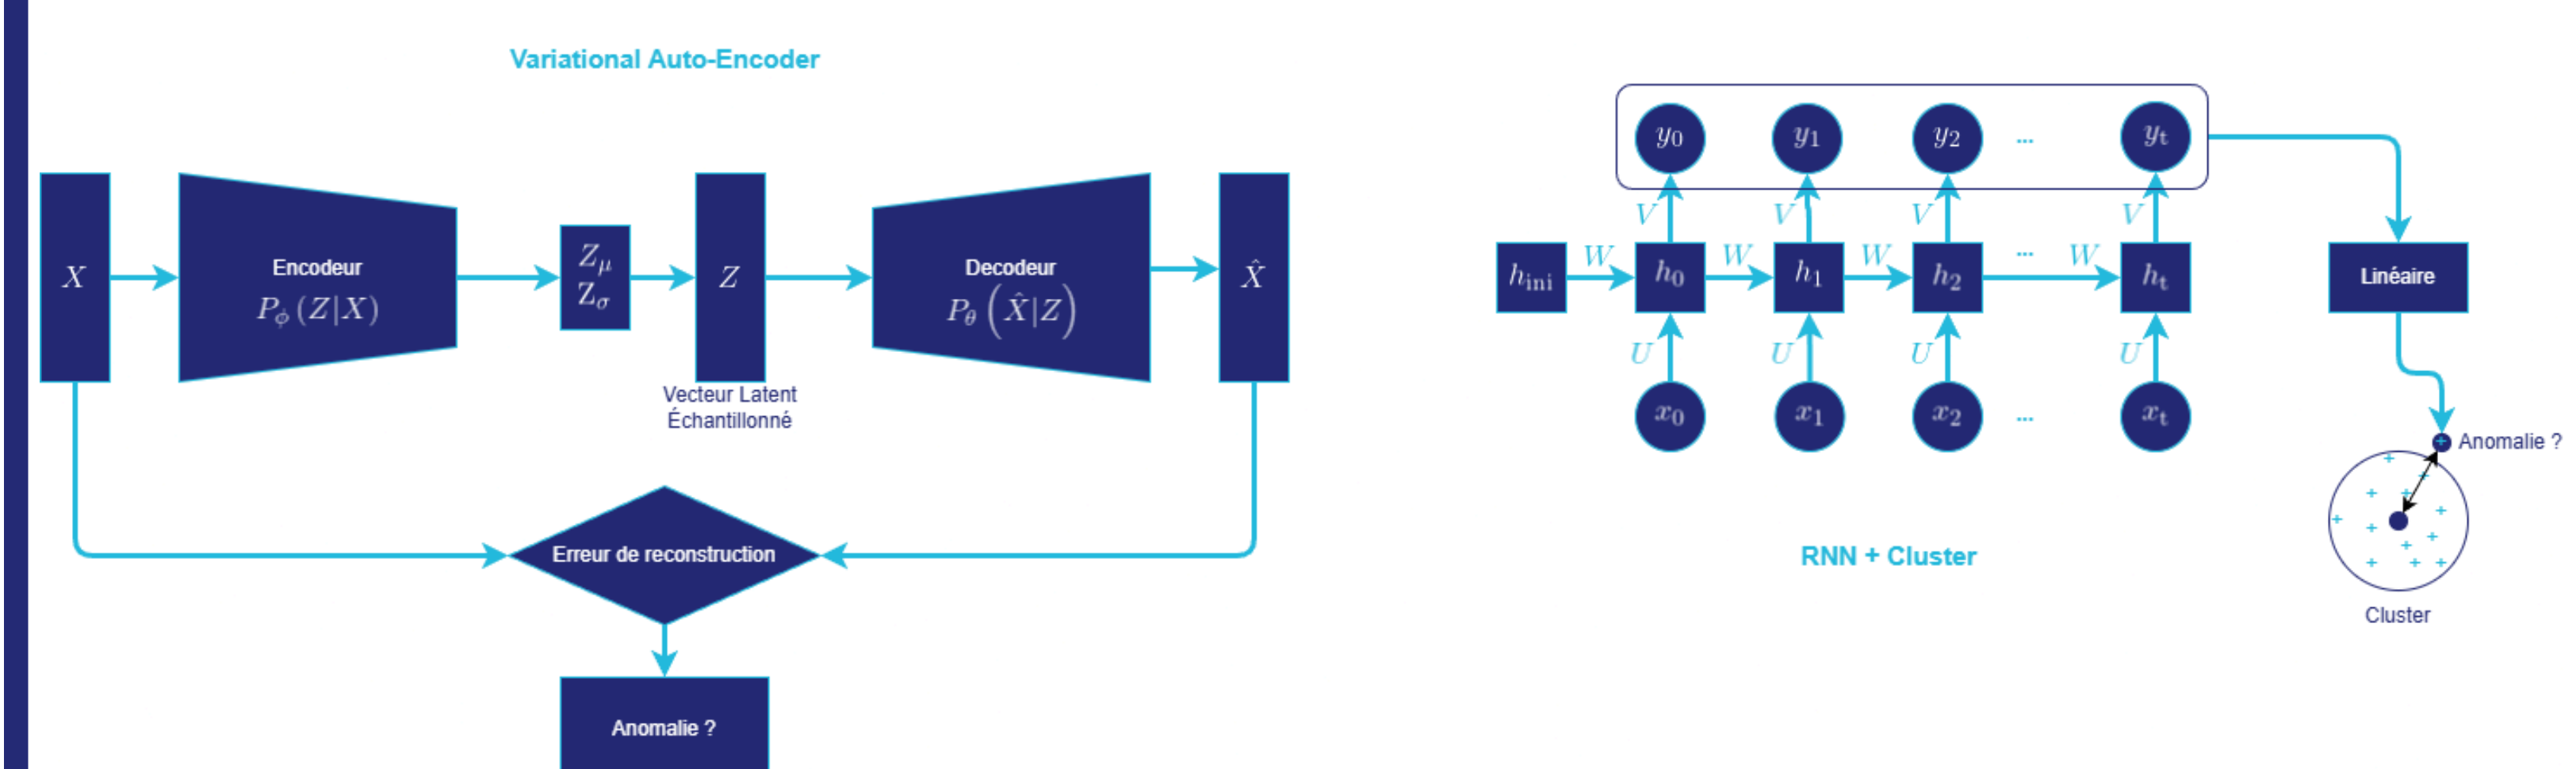 Variational Auto-Encoder
X
Encodeur
P_ϕ (Z|X)
Z_μ
Z_σ
Z
Vecteur Latent
Échantillonné
Decodeur
P_θ (X̂|Z)
X̂
Erreur de reconstruction
Anomalie ?
y_0 y_1 y_2 ... y_t
V V V V
h_ini W h_0 W h_1 W h_2 ... W h_t
U U U U
x_0 x_1 x_2 ... x_t
RNN + Cluster
Linéaire
Anomalie ?
Cluster